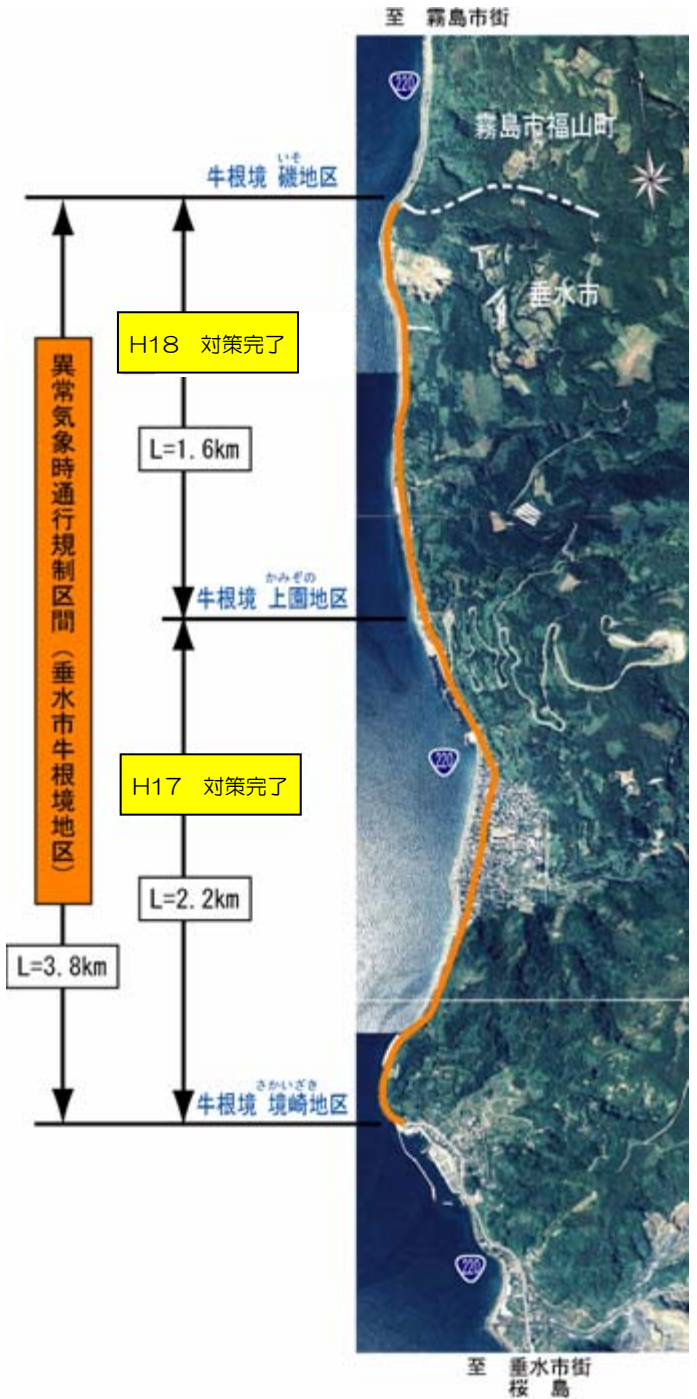 至 霧島市街
220
霧島市福山町
いそ
牛根境 磯地区
垂水市
H18 対策完了
異常気象時通行規制区間(垂水市牛根境地区)
L=1.6km
かみぞの
牛根境 上園地区
220
H17 対策完了
L=2.2km
L=3.8km
さかいざき
牛根境 境崎地区
220
至 垂水市街
桜島